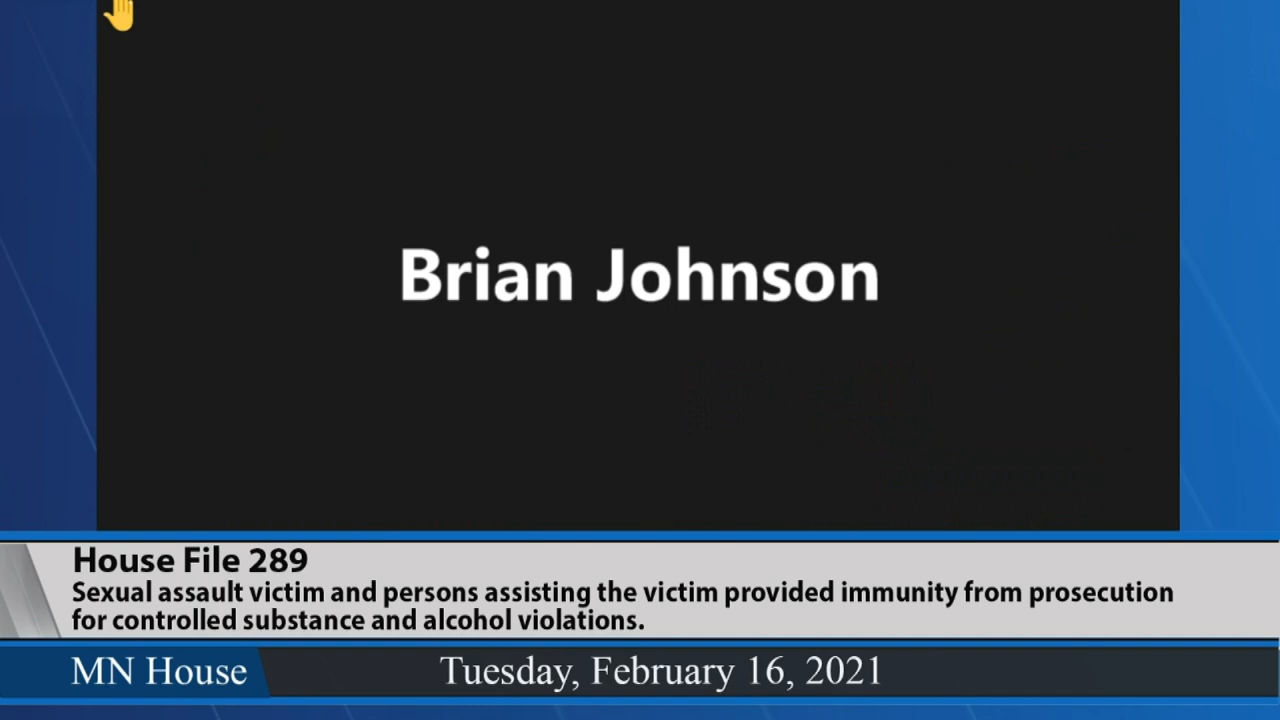 Brian Johnson
House File 289
Sexual assault victim and persons assisting the victim provided immunity from prosecution
for controlled substance and alcohol violations.
MN House
Tuesday, February 16, 2021